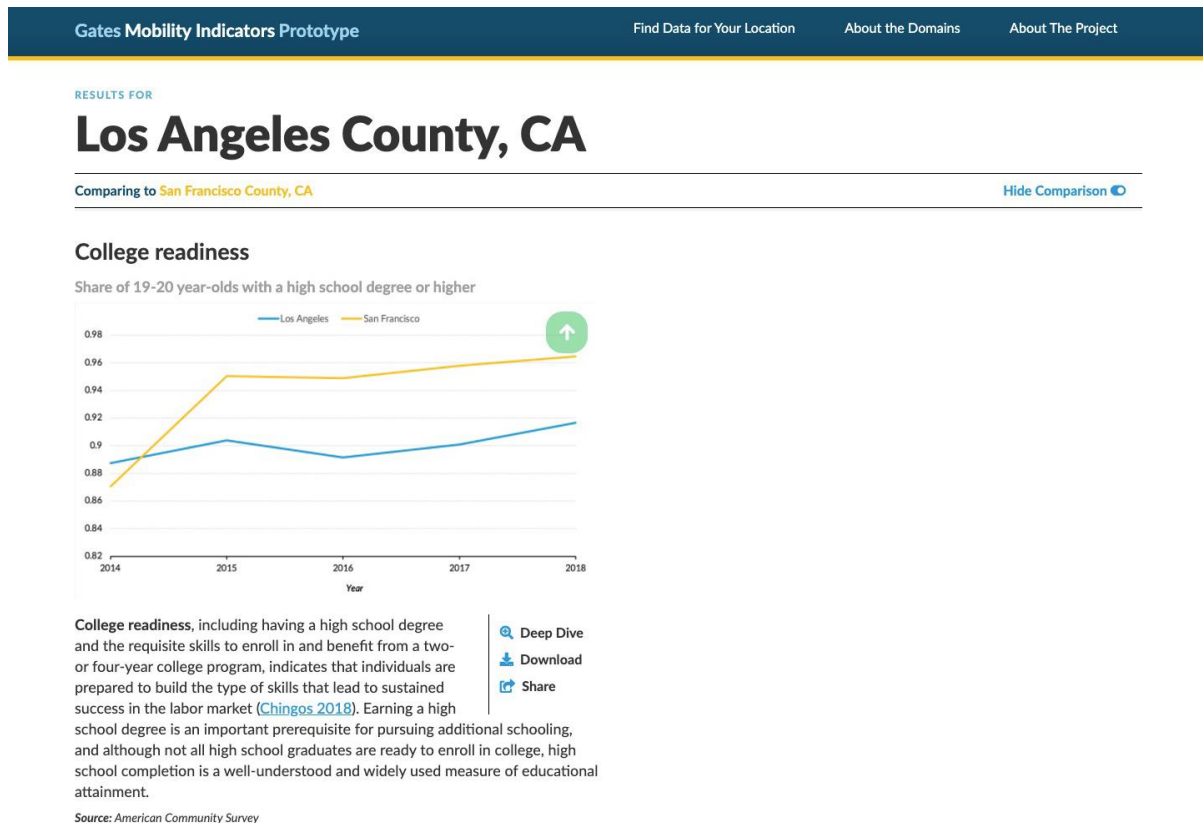 Gates Mobility Indicators Prototype
Find Data for Your Location
About the Domains
About The Project
RESULTS FOR
Los Angeles County, CA
Comparing to San Francisco County, CA
Hide Comparison
College readiness
Share of 19-20 year-olds with a high school degree or higher
Los Angeles
San Francisco
0.98
0.96
0.94
0.92
0.9
0.88
0.86
0.84
0.82
2014
2015
2016
2017
2018
Year
College readiness, including having a high school degree
and the requisite skills to enroll in and benefit from a two-
or four-year college program, indicates that individuals are
prepared to build the type of skills that lead to sustained
success in the labor market (Chingos 2018). Earning a high
school degree is an important prerequisite for pursuing additional schooling,
and although not all high school graduates are ready to enroll in college, high
school completion is a well-understood and widely used measure of educational
attainment.
Deep Dive
Download
Share
Source: American Community Survey